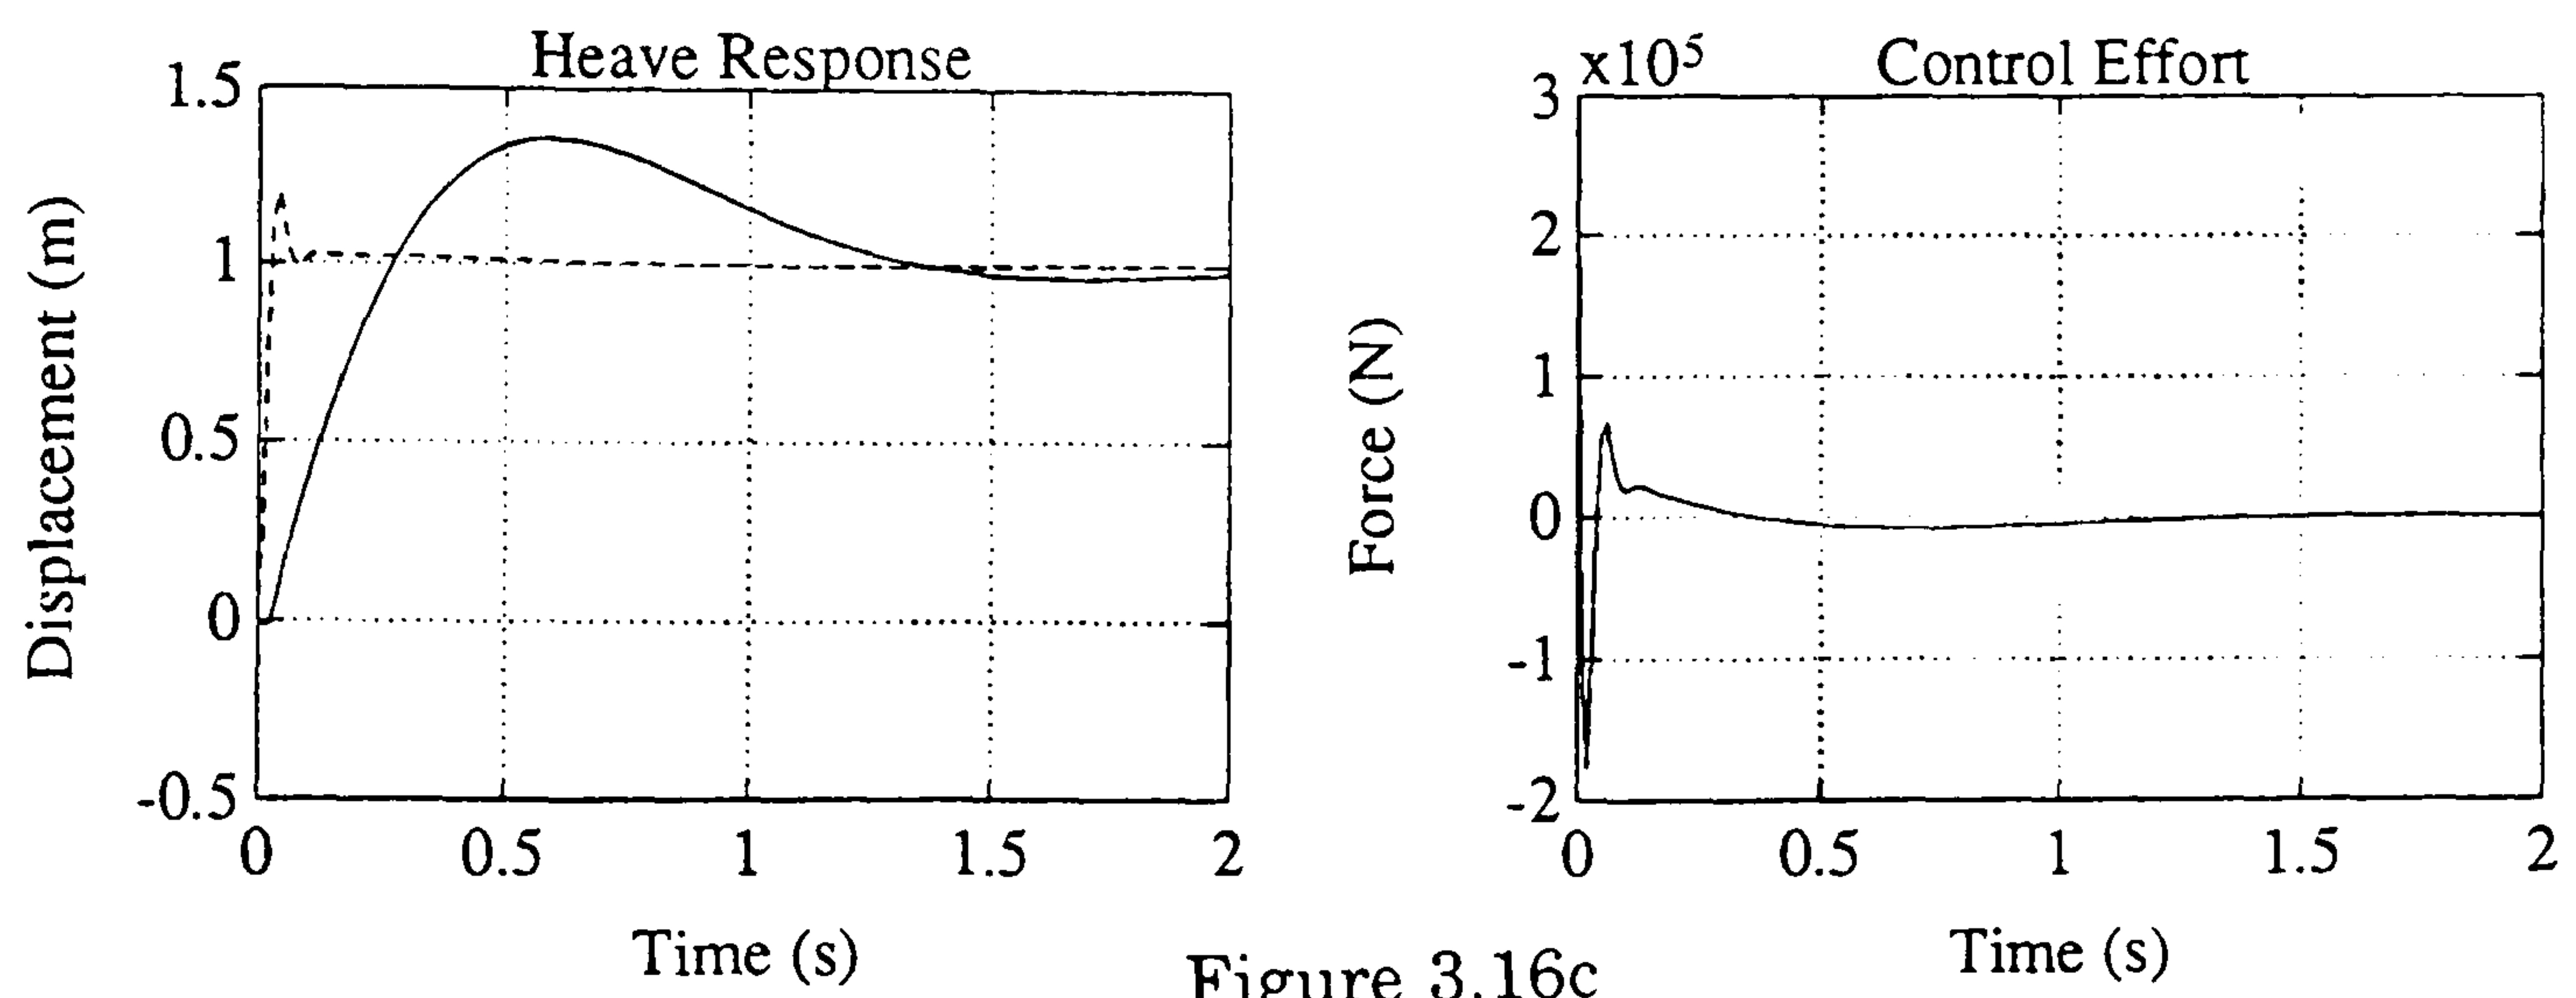 Heave Response
1.5
1
0.5
0
-0.5
Displacement (m)
0 0.5 1 1.5 2
Time (s)
x10⁵ Control Effort
3
2
1
0
-1
-2
Force (N)
0 0.5 1 1.5 2
Time (s)
Figure 3.16c